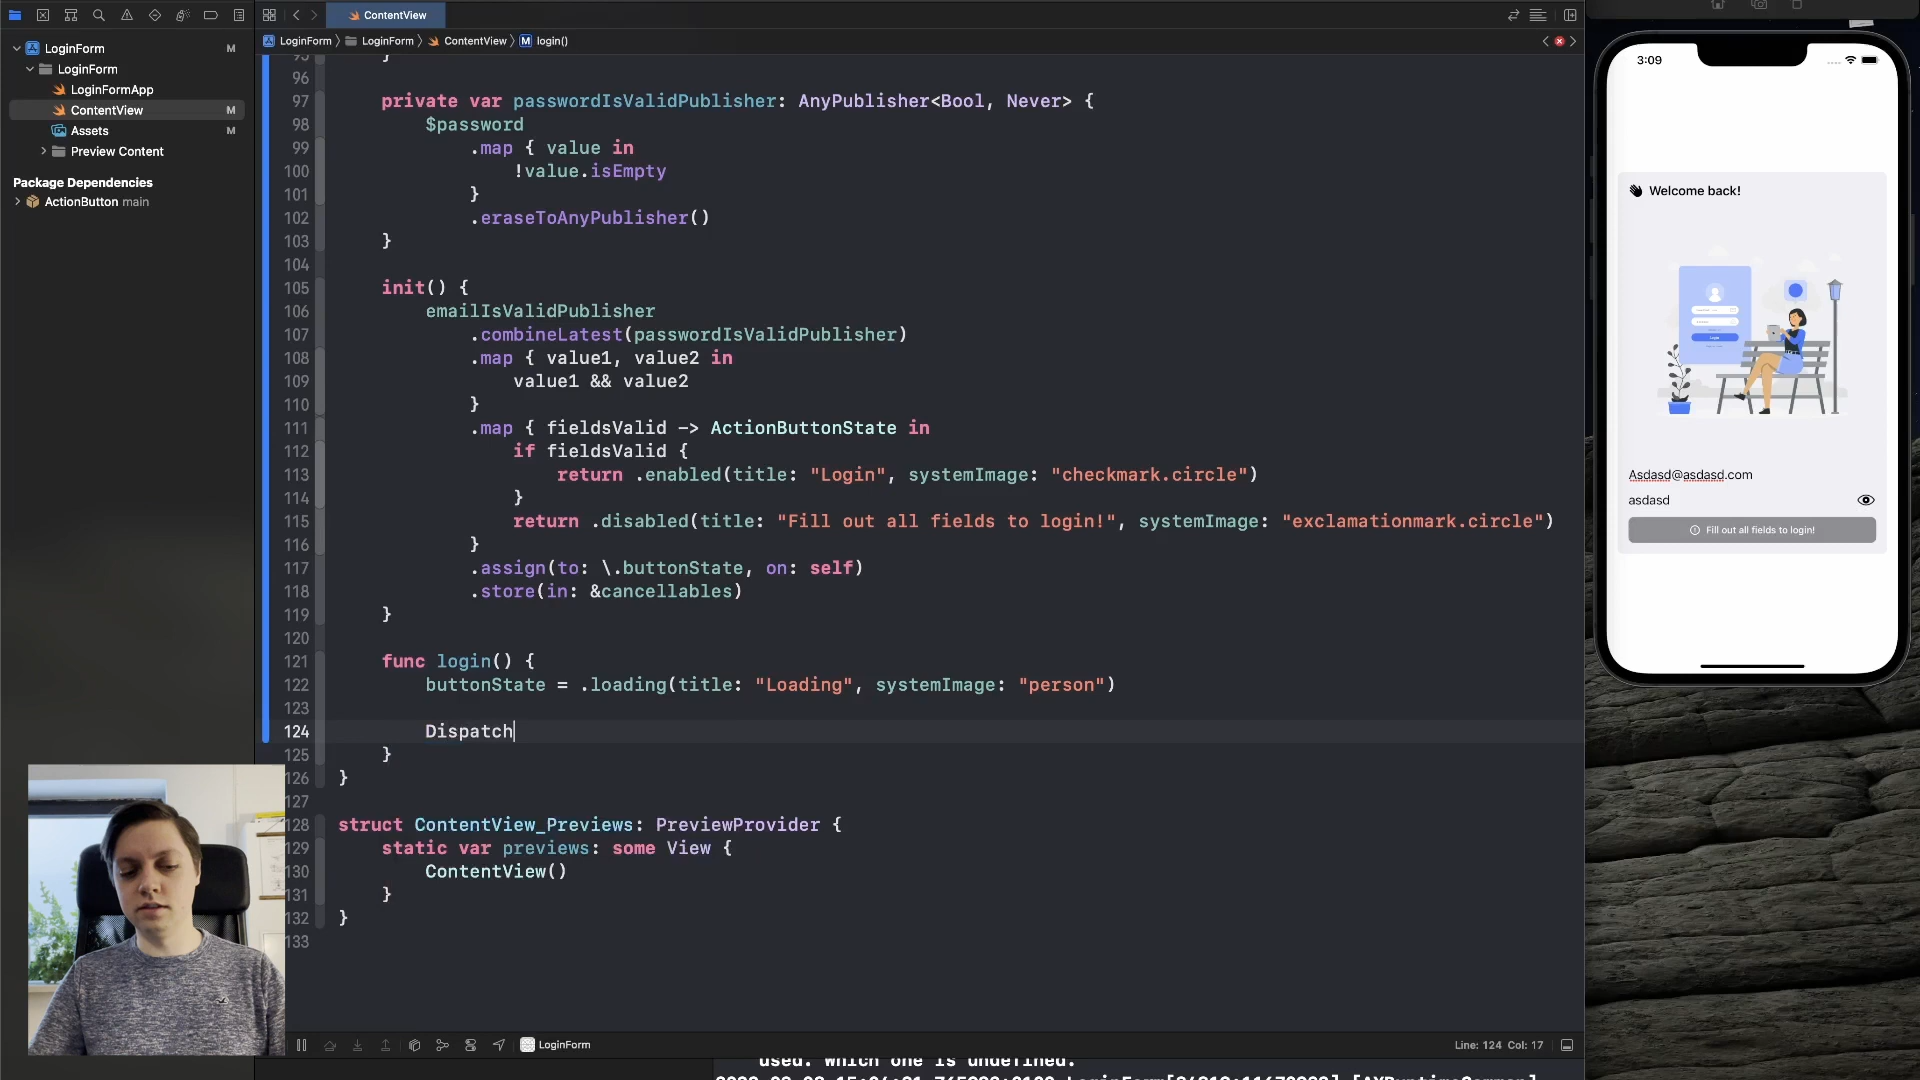 ContentView
LoginForm
M
LoginForm
LoginFormApp
ContentView
M
Assets
M
Preview Content
Package Dependencies
ActionButton main
LoginForm
LoginForm
ContentView
M login()
95 }
96
97 private var passwordIsValidPublisher: AnyPublisher<Bool, Never> {
98 $password
99 .map { value in
100 !value.isEmpty
101 }
102 .eraseToAnyPublisher()
103 }
104
105 init() {
106 emailIsValidPublisher
107 .combineLatest(passwordIsValidPublisher)
108 .map { value1, value2 in
109 value1 && value2
110 }
111 .map { fieldsValid -> ActionButtonState in
112 if fieldsValid {
113 return .enabled(title: "Login", systemImage: "checkmark.circle")
114 }
115 return .disabled(title: "Fill out all fields to login!", systemImage: "exclamationmark.circle")
116 }
117 .assign(to: \.buttonState, on: self)
118 .store(in: &cancellables)
119 }
120
121 func login() {
122 buttonState = .loading(title: "Loading", systemImage: "person")
123
124 Dispatch
125 }
126 }
127
128 struct ContentView_Previews: PreviewProvider {
129 static var previews: some View {
130 ContentView()
131 }
132 }
133
LoginForm
Line: 124 Col: 17
used. Which one is undefined.
3:09
Welcome back!
Login
Asdasd@asdasd.com
asdasd
Fill out all fields to login!